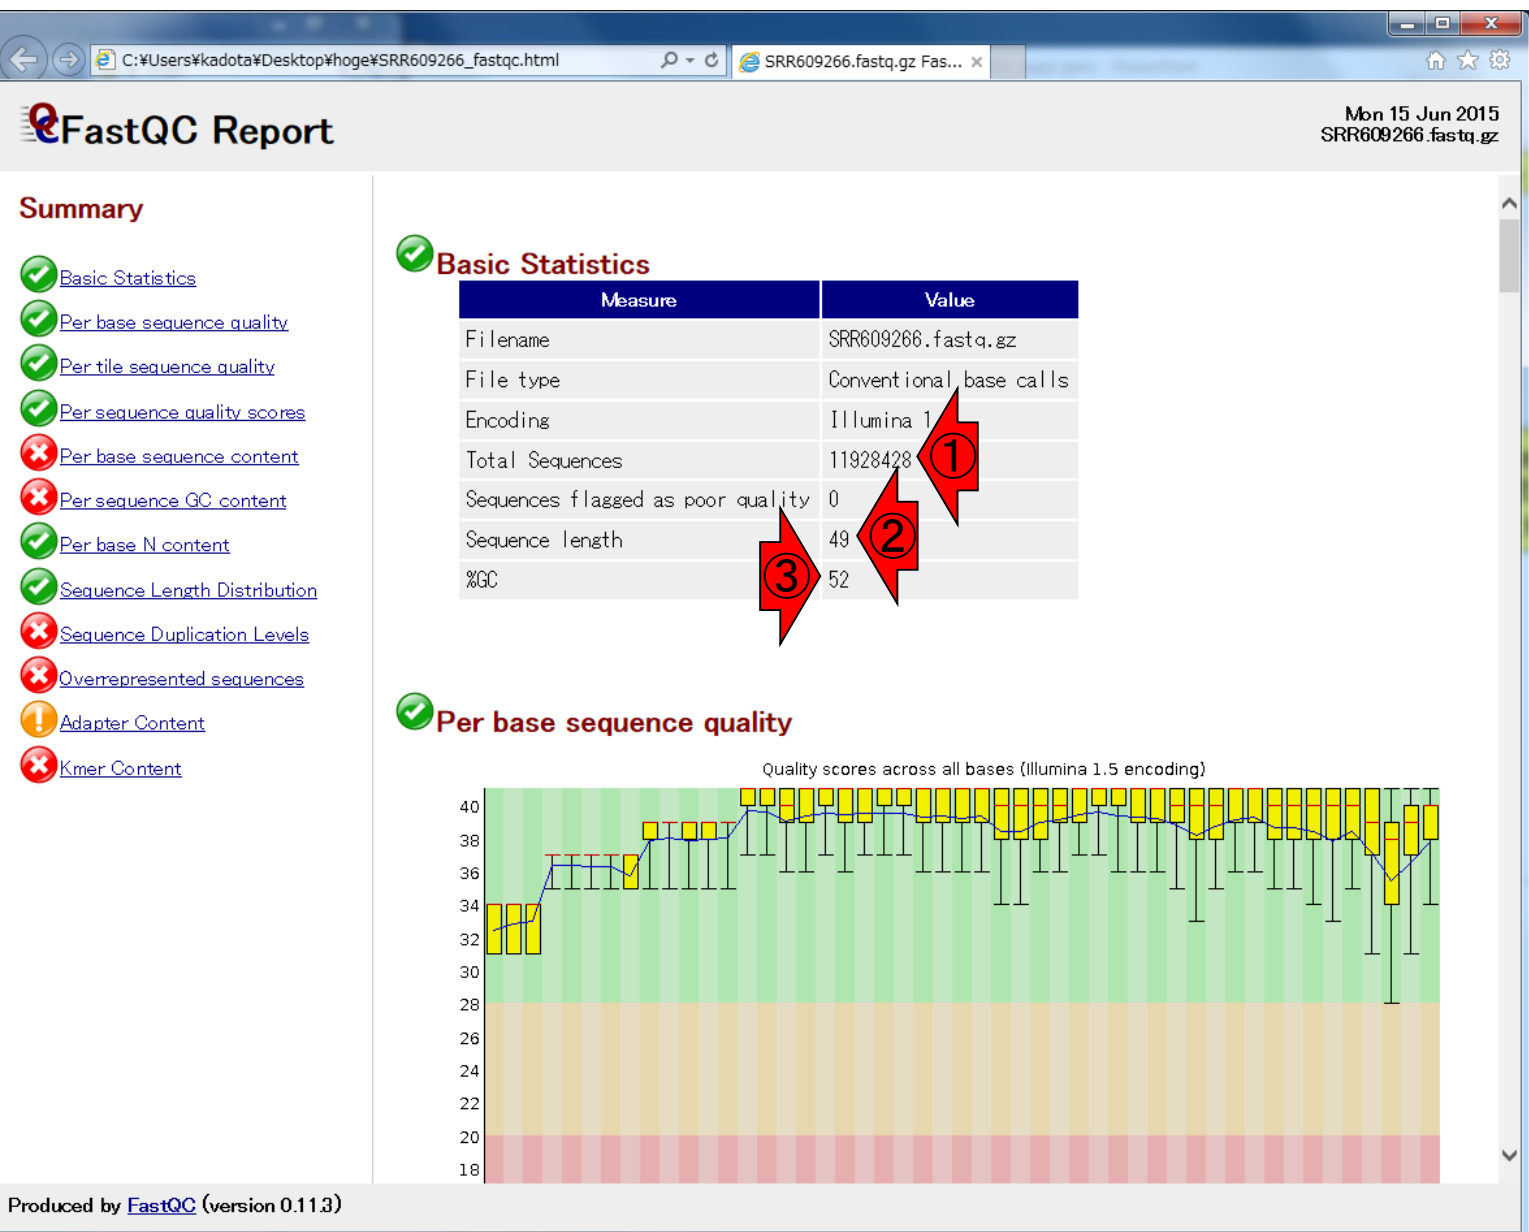 C:¥Users¥kadota¥Desktop¥hoge¥SRR609266_fastqc.html
SRR609266.fastq.gz Fas...
FastQC Report
Mon 15 Jun 2015
SRR609266.fastq.gz
Summary
Basic Statistics
Per base sequence quality
Per tile sequence quality
Per sequence quality scores
Per base sequence content
Per sequence GC content
Per base N content
Sequence Length Distribution
Sequence Duplication Levels
Overrepresented sequences
Adapter Content
Kmer Content
Basic Statistics
Measure Value
Filename SRR609266.fastq.gz
File type Conventional base calls
Encoding Illumina 1
Total Sequences 11928428 ①
Sequences flagged as poor quality 0
Sequence length 49 ②
%GC ③ 52
Per base sequence quality
Quality scores across all bases (Illumina 1.5 encoding)
40
38
36
34
32
30
28
26
24
22
20
18
Produced by FastQC (version 0.11.3)